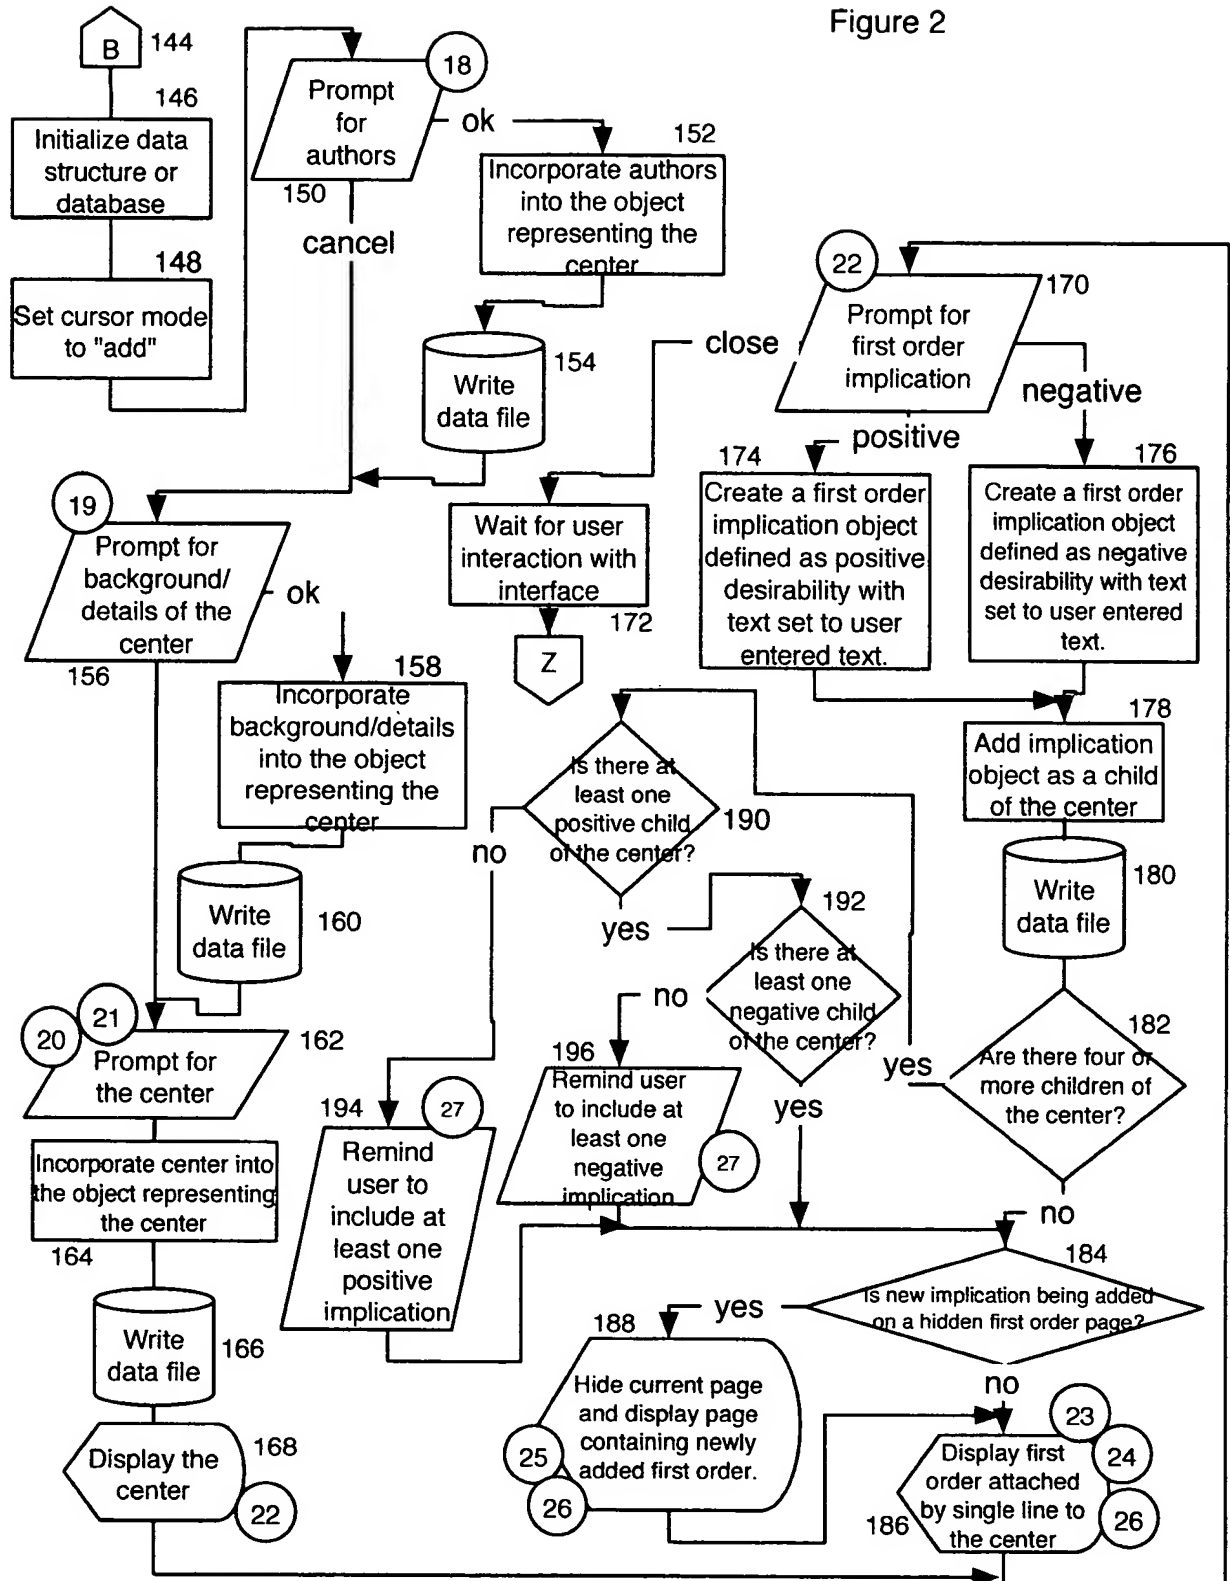 Figure 2
B
144
146
Initialize data
structure or
database
148
Set cursor mode
to "add"
18
Prompt
for
authors
150
ok
cancel
152
Incorporate authors
into the object
representing the
center
154
Write
data file
19
Prompt for
background/
details of the
center
156
ok
158
Incorporate
background/details
into the object
representing the
center
160
Write
data file
20
21
Prompt for
the center
162
Incorporate center into
the object representing
the center
164
Write
data file
166
Display the
center
168
22
22
Prompt for
first order
implication
170
close
positive
negative
Wait for user
interaction with
interface
172
Z
174
Create a first order
implication object
defined as positive
desirability with
text set to user
entered text.
176
Create a first order
implication object
defined as negative
desirability with text
set to user entered
text.
178
Add implication
object as a child
of the center
180
Write
data file
182
Are there four or
more children of
the center?
yes
no
Is there at
least one
positive child
of the center?
190
no
yes
192
Is there at
least one
negative child
of the center?
no
yes
194
27
Remind
user to
include at
least one
positive
implication
196
Remind user
to include at
least one
negative
implication
27
184
Is new implication being added
on a hidden first order page?
yes
no
188
Hide current page
and display page
containing newly
added first order.
25
26
23
24
26
Display first
order attached
by single line to
the center
186